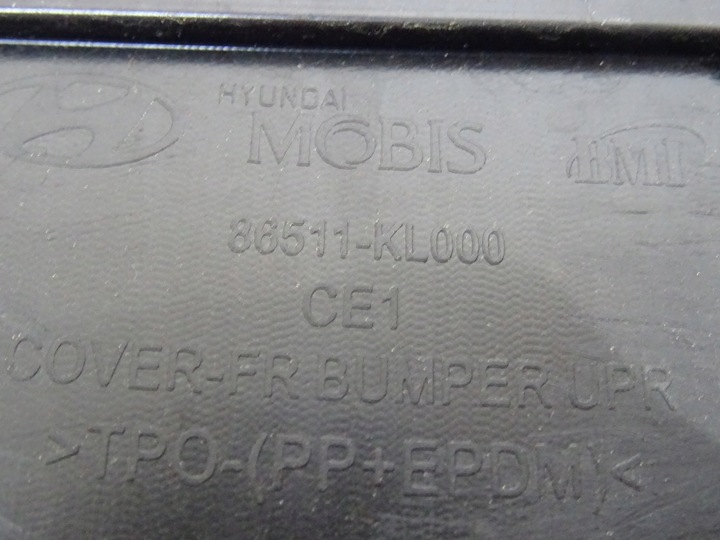 HYUNDAI
MOBIS
HMI
86511-KL000
CE1
COVER-FR BUMPER UPR
>TPO-(PP+EPDM)<